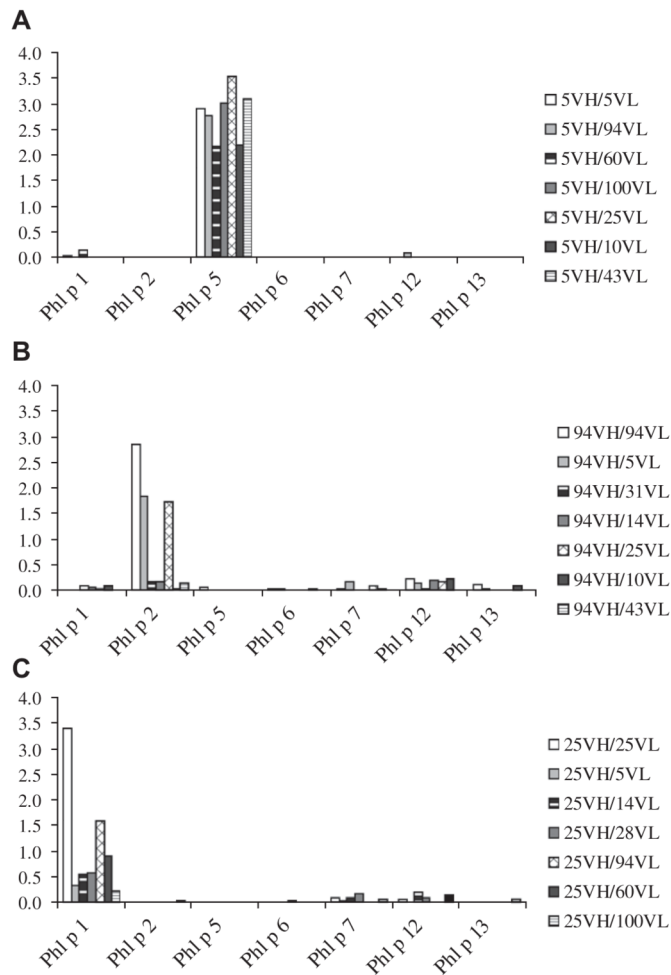 A
4.0
3.5
3.0
2.5
2.0
1.5
1.0
0.5
0.0
Phl p 1
Phl p 2
Phl p 5
Phl p 6
Phl p 7
Phl p 12
Phl p 13
5VH/5VL
5VH/94VL
5VH/60VL
5VH/100VL
5VH/25VL
5VH/10VL
5VH/43VL
B
4.0
3.5
3.0
2.5
2.0
1.5
1.0
0.5
0.0
Phl p 1
Phl p 2
Phl p 5
Phl p 6
Phl p 7
Phl p 12
Phl p 13
94VH/94VL
94VH/5VL
94VH/31VL
94VH/14VL
94VH/25VL
94VH/10VL
94VH/43VL
C
4.0
3.5
3.0
2.5
2.0
1.5
1.0
0.5
0.0
Phl p 1
Phl p 2
Phl p 5
Phl p 6
Phl p 7
Phl p 12
Phl p 13
25VH/25VL
25VH/5VL
25VH/14VL
25VH/28VL
25VH/94VL
25VH/60VL
25VH/100VL